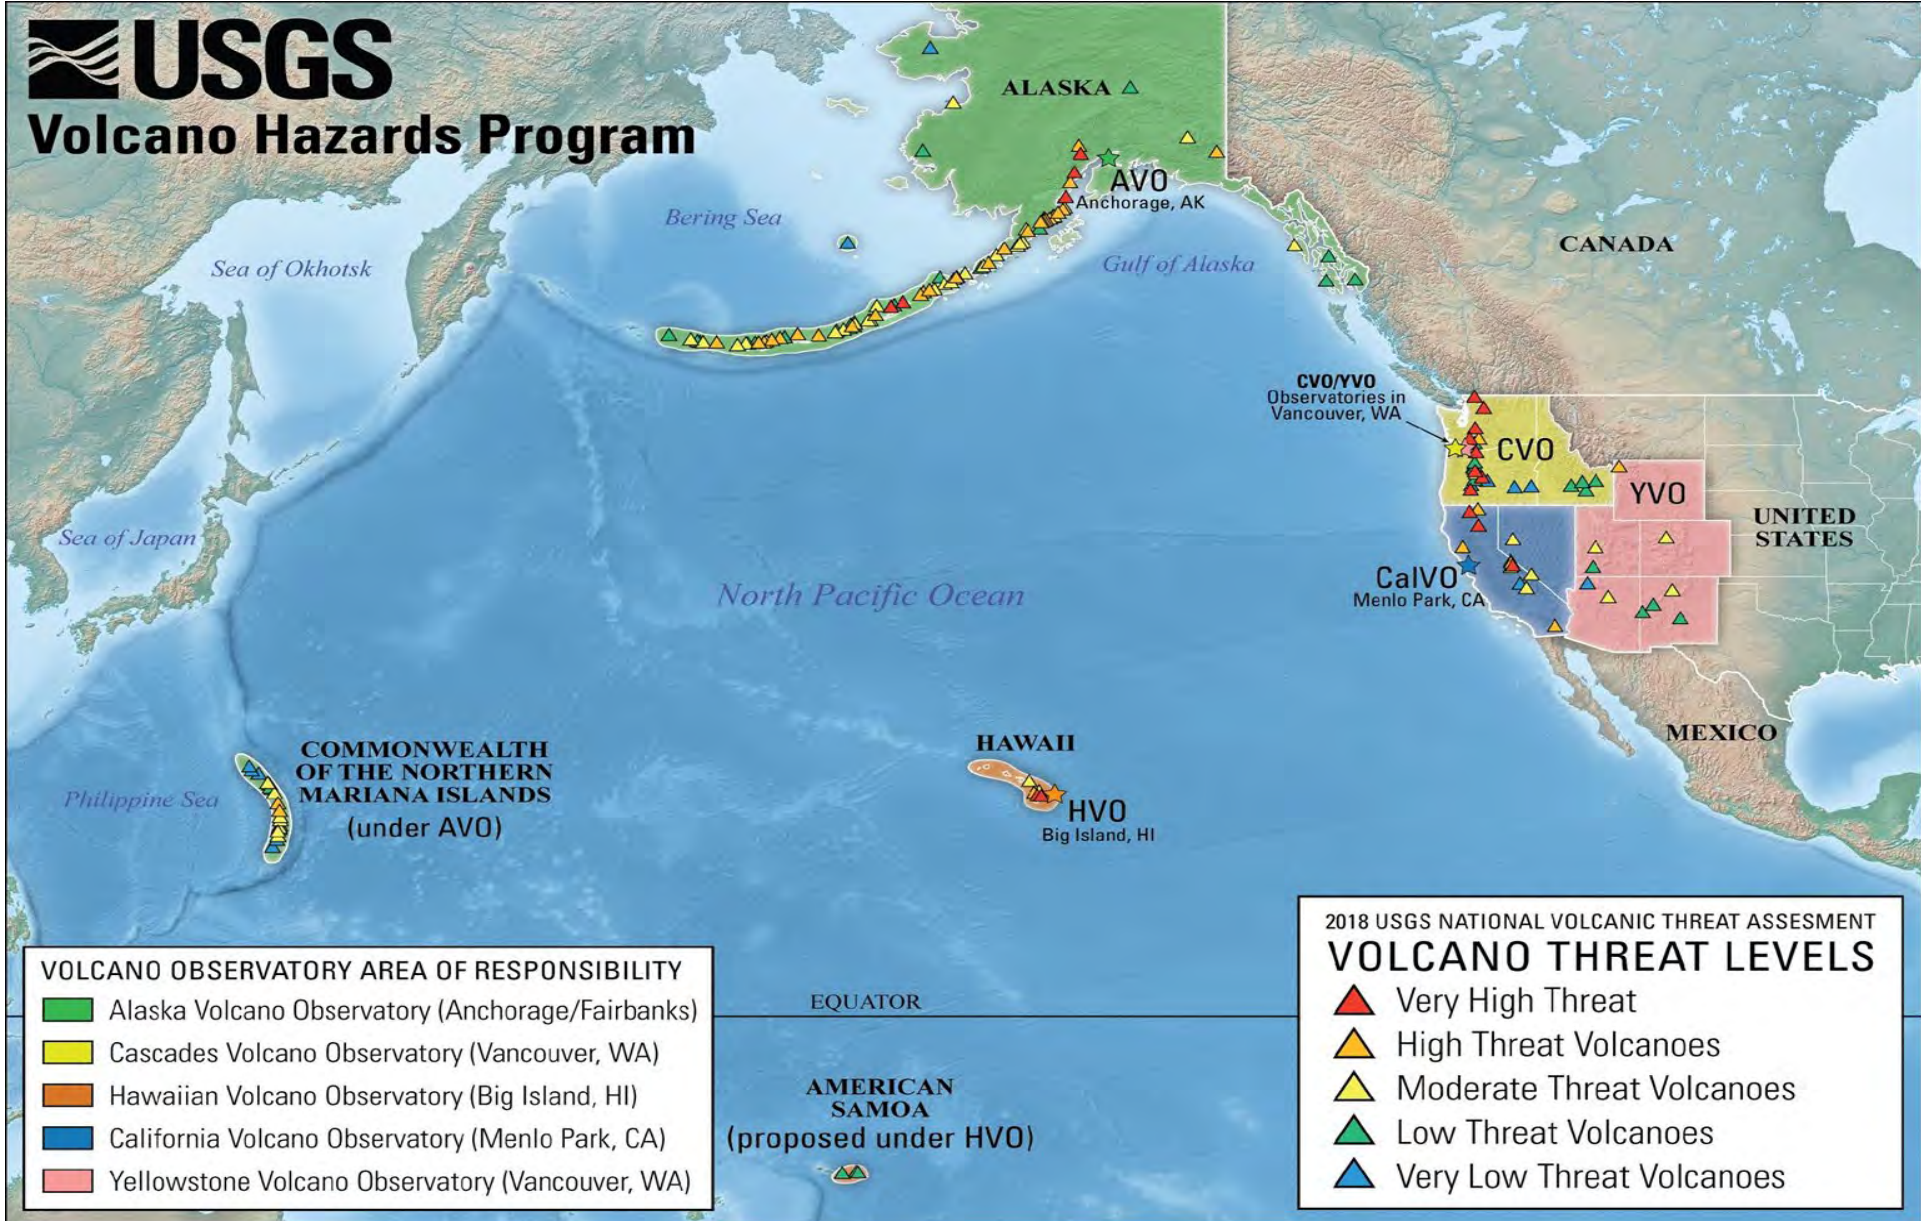 USGS
Volcano Hazards Program
ALASKA
AVO
Anchorage, AK
Bering Sea
Sea of Okhotsk
Gulf of Alaska
CANADA
CVO/YVO
Observatories in
Vancouver, WA
CVO
YVO
UNITED
STATES
Sea of Japan
CalVO
Menlo Park, CA
North Pacific Ocean
MEXICO
HAWAII
HVO
Big Island, HI
COMMONWEALTH
OF THE NORTHERN
MARIANA ISLANDS
(under AVO)
Philippine Sea
EQUATOR
AMERICAN
SAMOA
(proposed under HVO)
VOLCANO OBSERVATORY AREA OF RESPONSIBILITY
Alaska Volcano Observatory (Anchorage/Fairbanks)
Cascades Volcano Observatory (Vancouver, WA)
Hawaiian Volcano Observatory (Big Island, HI)
California Volcano Observatory (Menlo Park, CA)
Yellowstone Volcano Observatory (Vancouver, WA)
2018 USGS NATIONAL VOLCANIC THREAT ASSESMENT
VOLCANO THREAT LEVELS
Very High Threat
High Threat Volcanoes
Moderate Threat Volcanoes
Low Threat Volcanoes
Very Low Threat Volcanoes